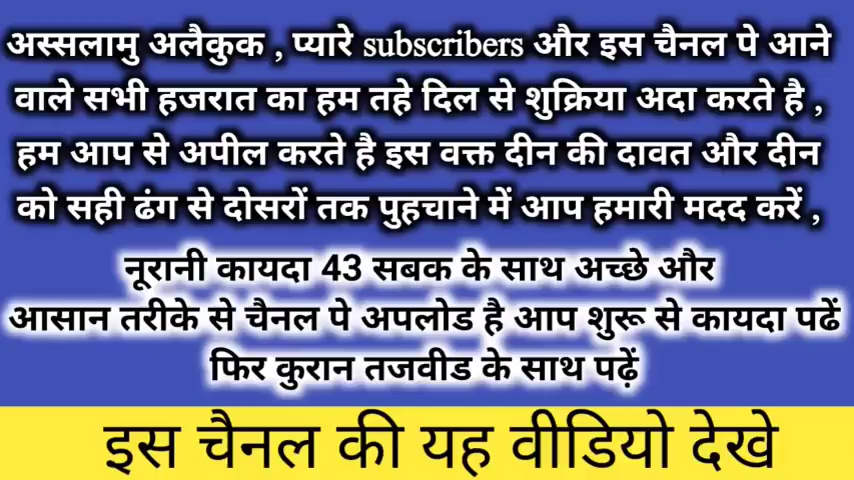 अस्सलामु अलैकुक , प्यारे subscribers और इस चैनल पे आने
वाले सभी हजरात का हम तहे दिल से शुक्रिया अदा करते है ,
हम आप से अपील करते है इस वक्त दीन की दावत और दीन
को सही ढंग से दोसरों तक पुहचाने में आप हमारी मदद करें ,
नूरानी कायदा 43 सबक के साथ अच्छे और
आसान तरीके से चैनल पे अपलोड है आप शुरू से कायदा पढें
फिर कुरान तजवीड के साथ पढ़ें
इस चैनल की यह वीडियो देखे